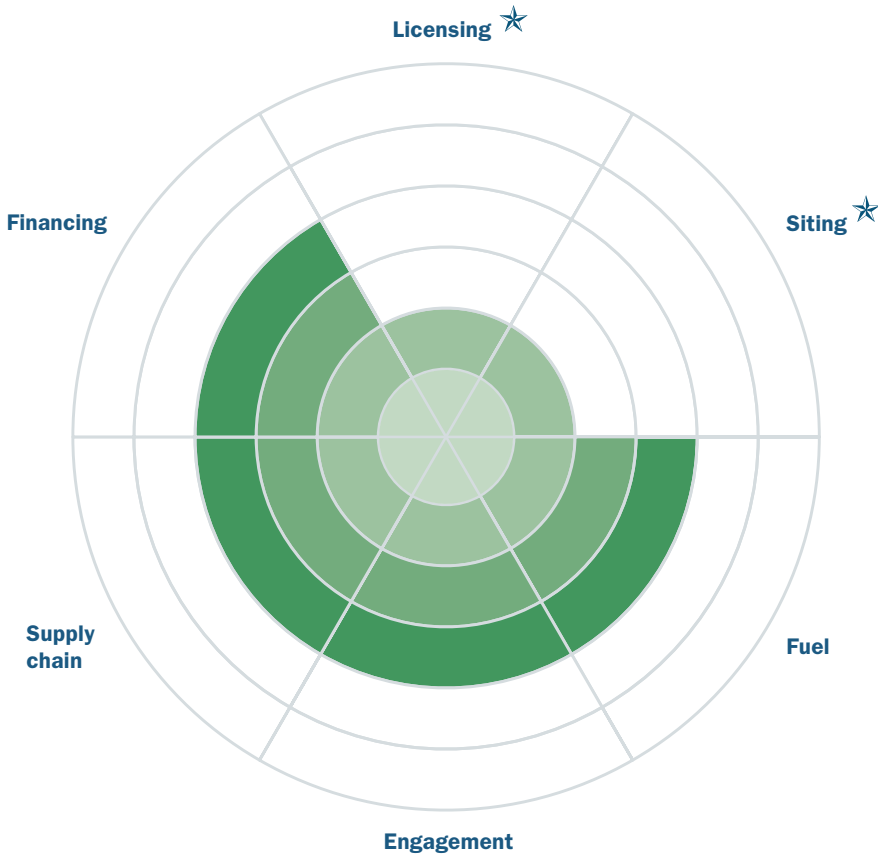 Licensing
Financing
Siting
Supply
chain
Fuel
Engagement